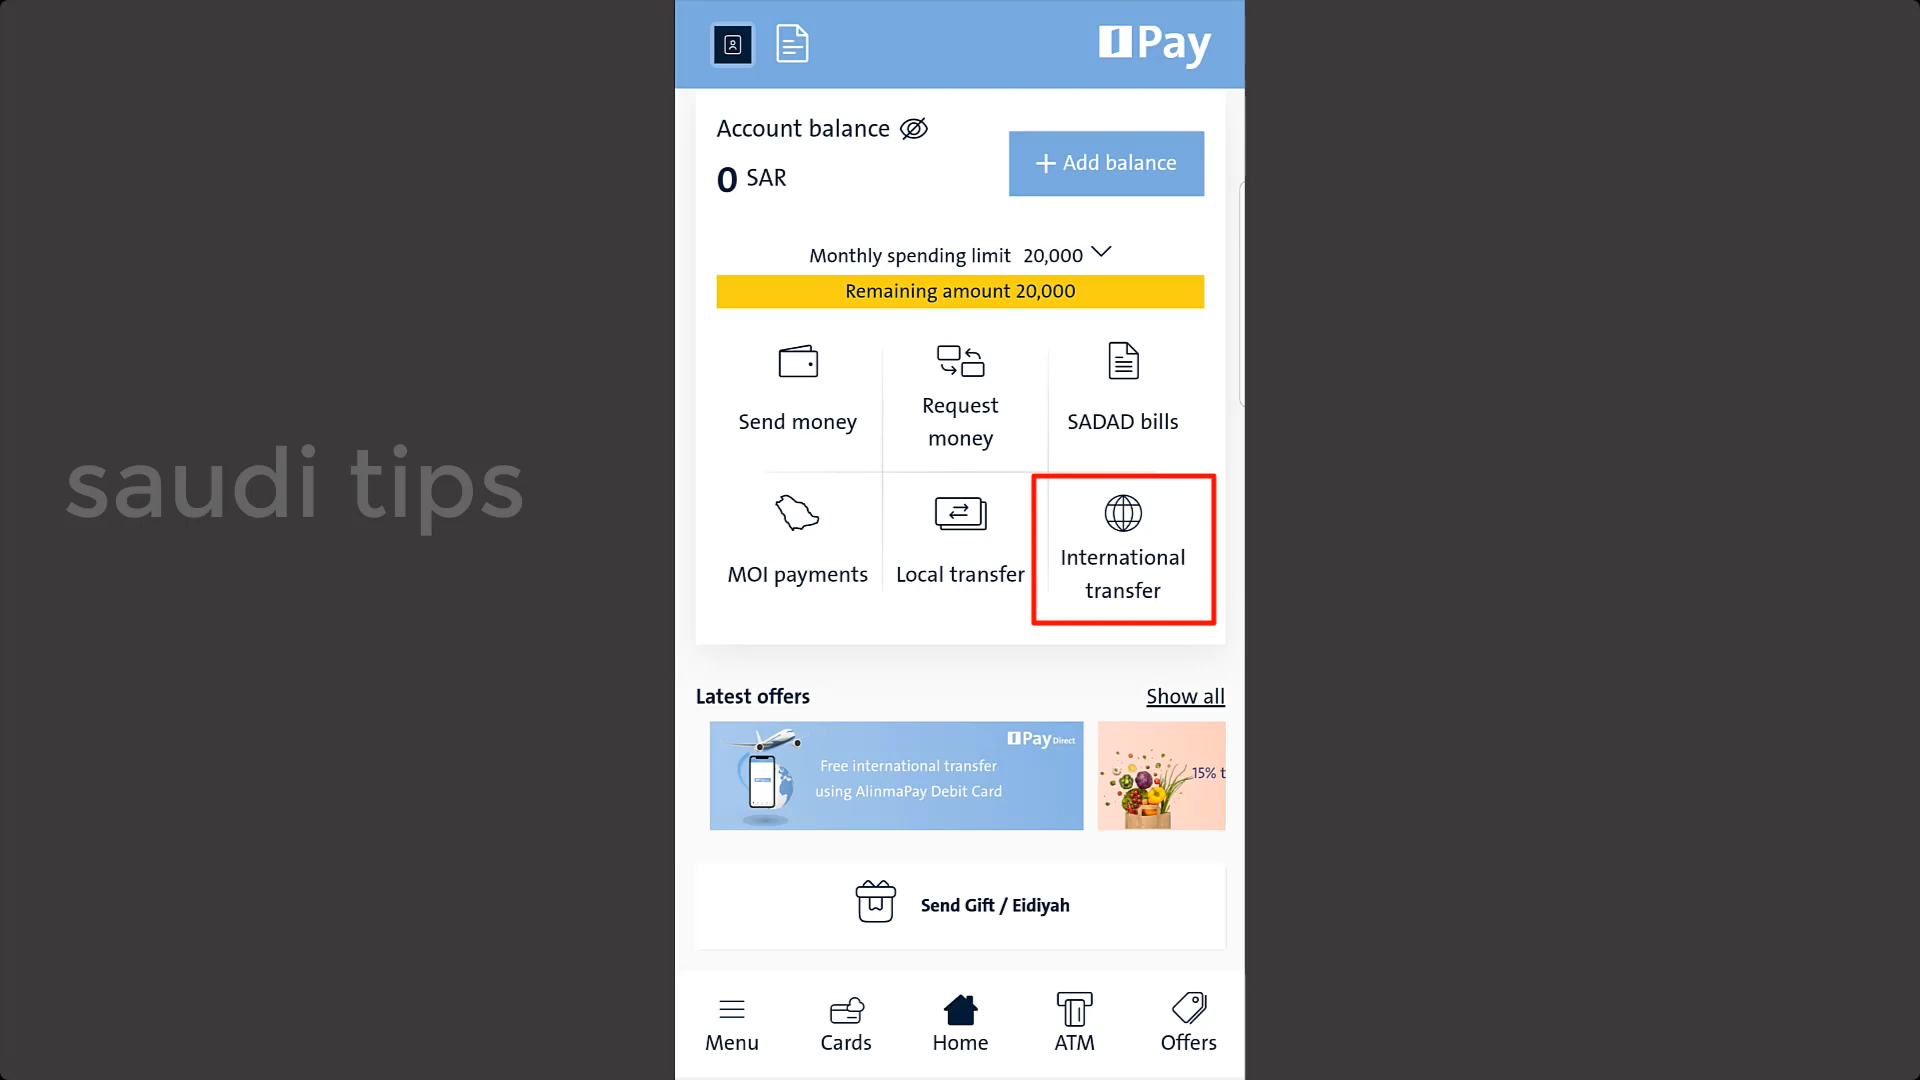 Pay
Account balance
0 SAR
+ Add balance
Monthly spending limit 20,000
Remaining amount 20,000
Send money
Request
money
SADAD bills
MOI payments
Local transfer
International
transfer
saudi tips
Latest offers
Show all
Pay Direct
Free international transfer
using AlinmaPay Debit Card
15% t
Send Gift / Eidiyah
Menu
Cards
Home
ATM
Offers